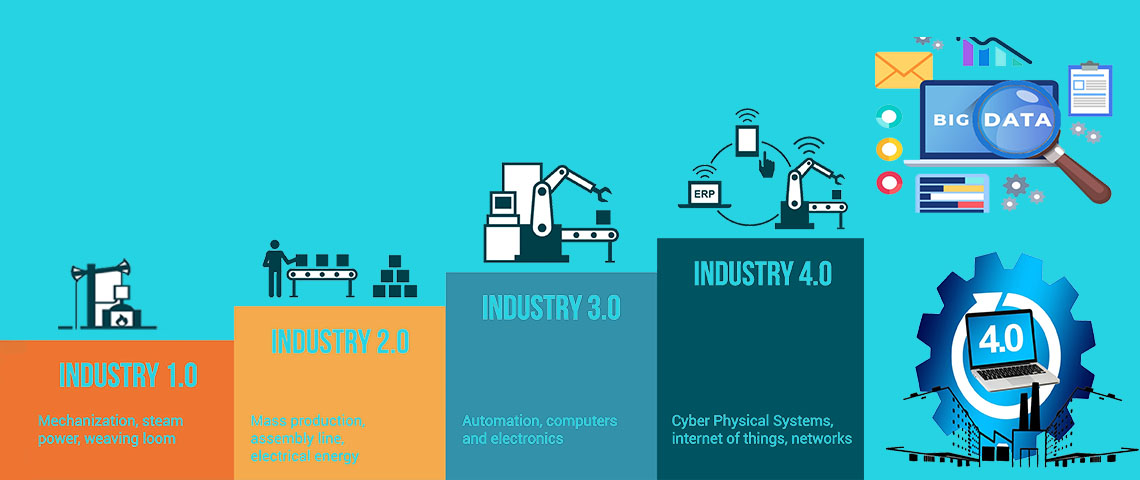 INDUSTRY 1.0
Mechanization, steam
power, weaving loom
INDUSTRY 2.0
Mass production,
assembly line,
electrical energy
INDUSTRY 3.0
Automation, computers
and electronics
ERP
INDUSTRY 4.0
Cyber Physical Systems,
internet of things, networks
BIG DATA
4.0